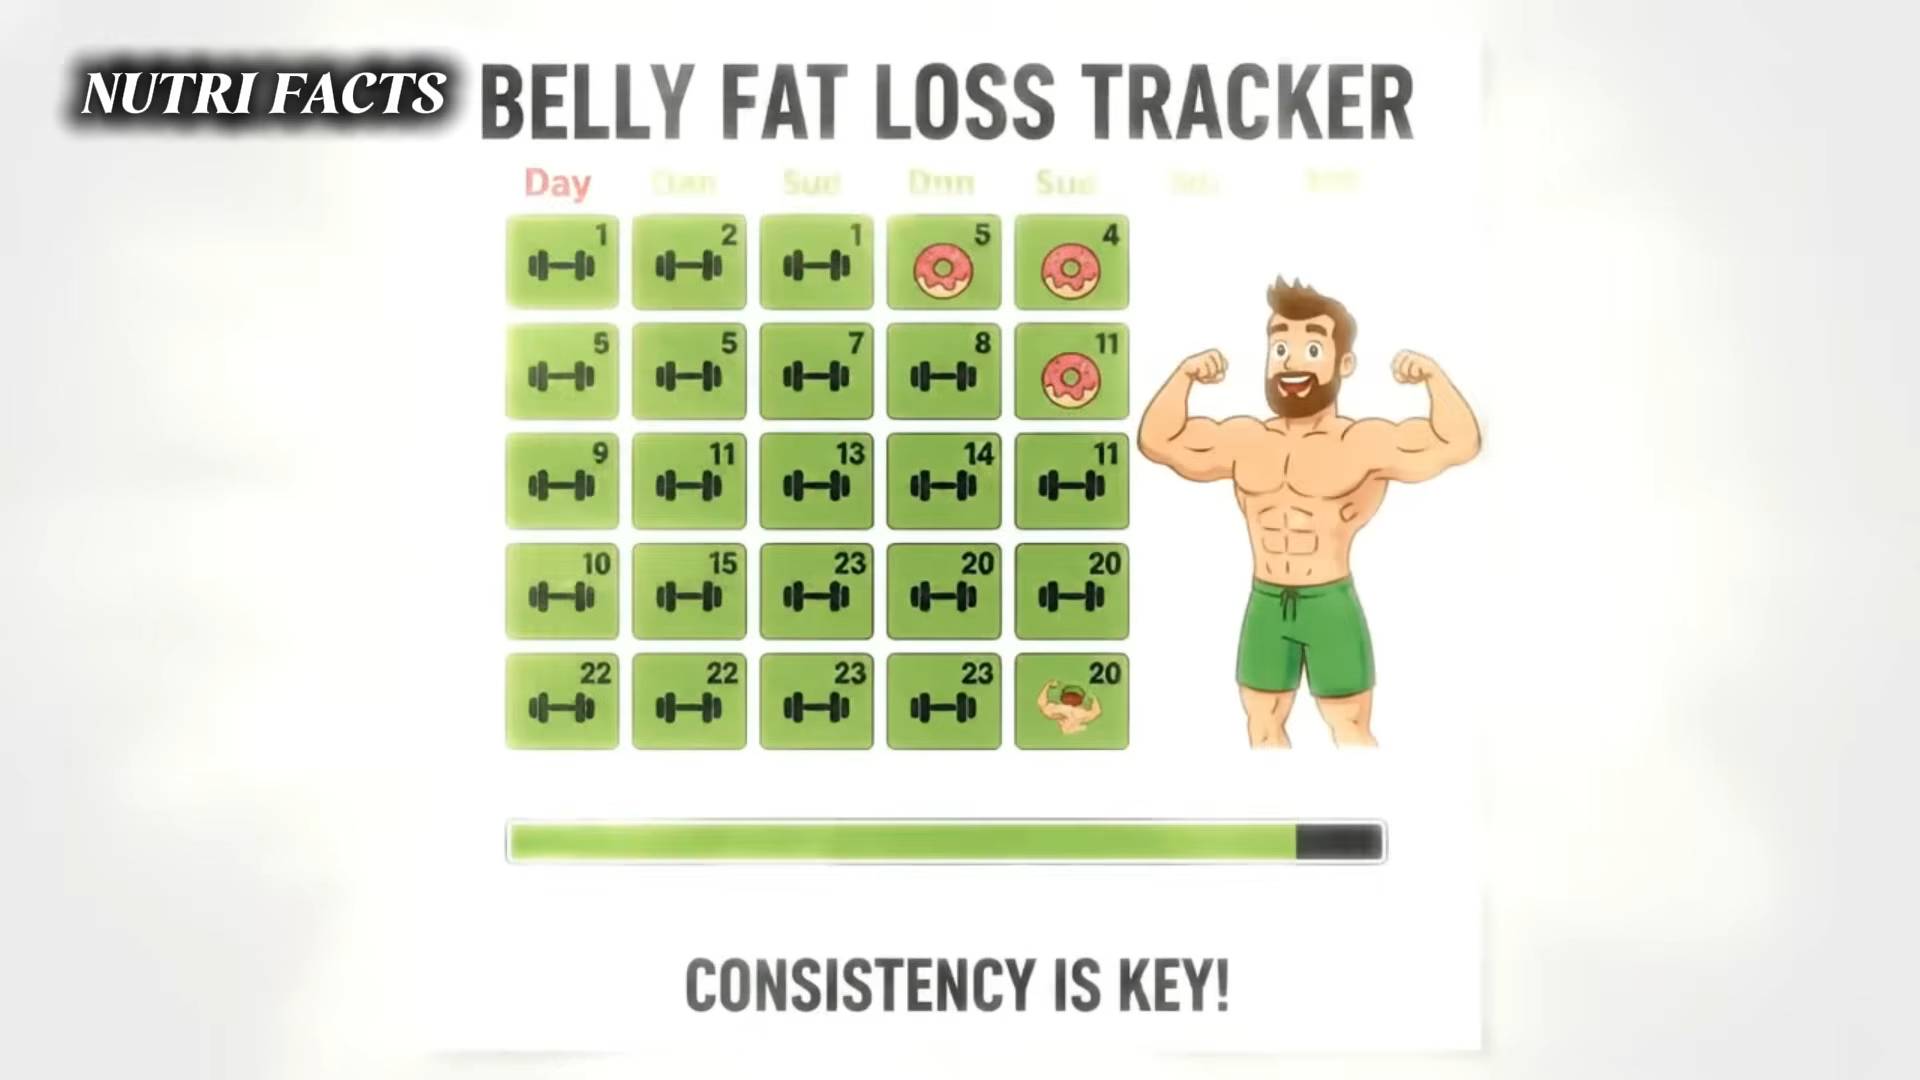 NUTRI FACTS
BELLY FAT LOSS TRACKER
Day Sue
1 2 1 5 4
5 5 7 8 11
9 11 13 14 11
10 15 23 20 20
22 22 23 23 20
CONSISTENCY IS KEY!